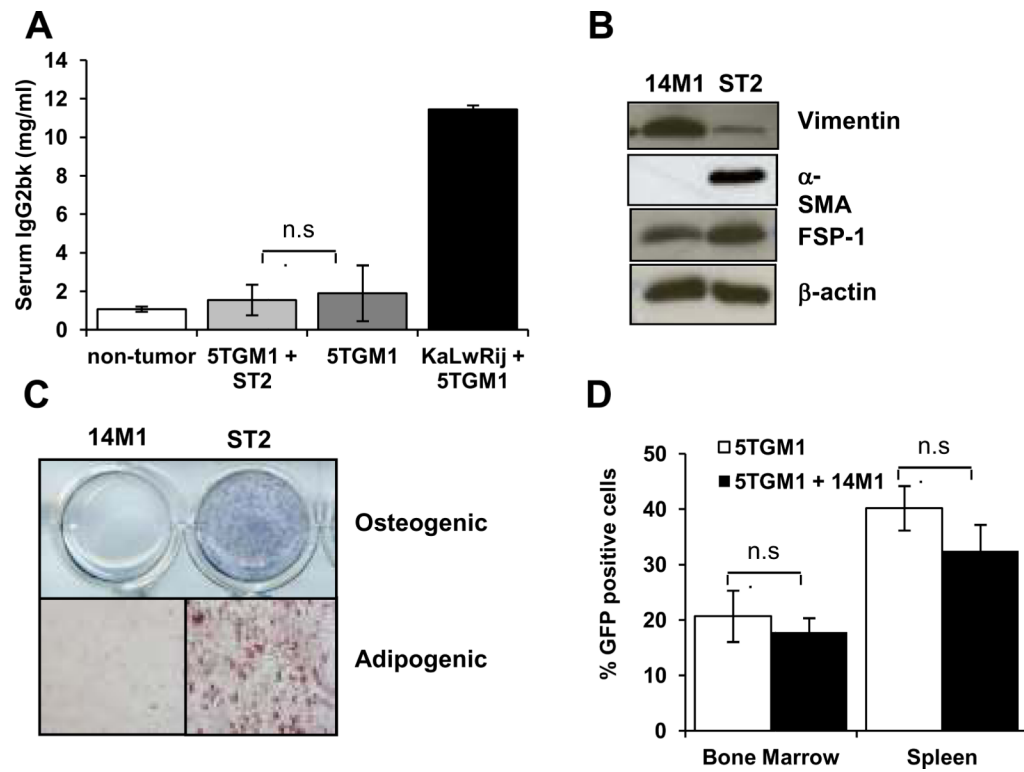 A
Serum IgG2bk (mg/ml)
14
12
10
8
6
4
2
0
n.s
non-tumor
5TGM1 +
ST2
5TGM1
KaLwRij +
5TGM1
B
14M1 ST2
Vimentin
α-
SMA
FSP-1
β-actin
C
14M1 ST2
Osteogenic
Adipogenic
D
% GFP positive cells
50
40
30
20
10
0
5TGM1
5TGM1 + 14M1
n.s
n.s
Bone Marrow
Spleen